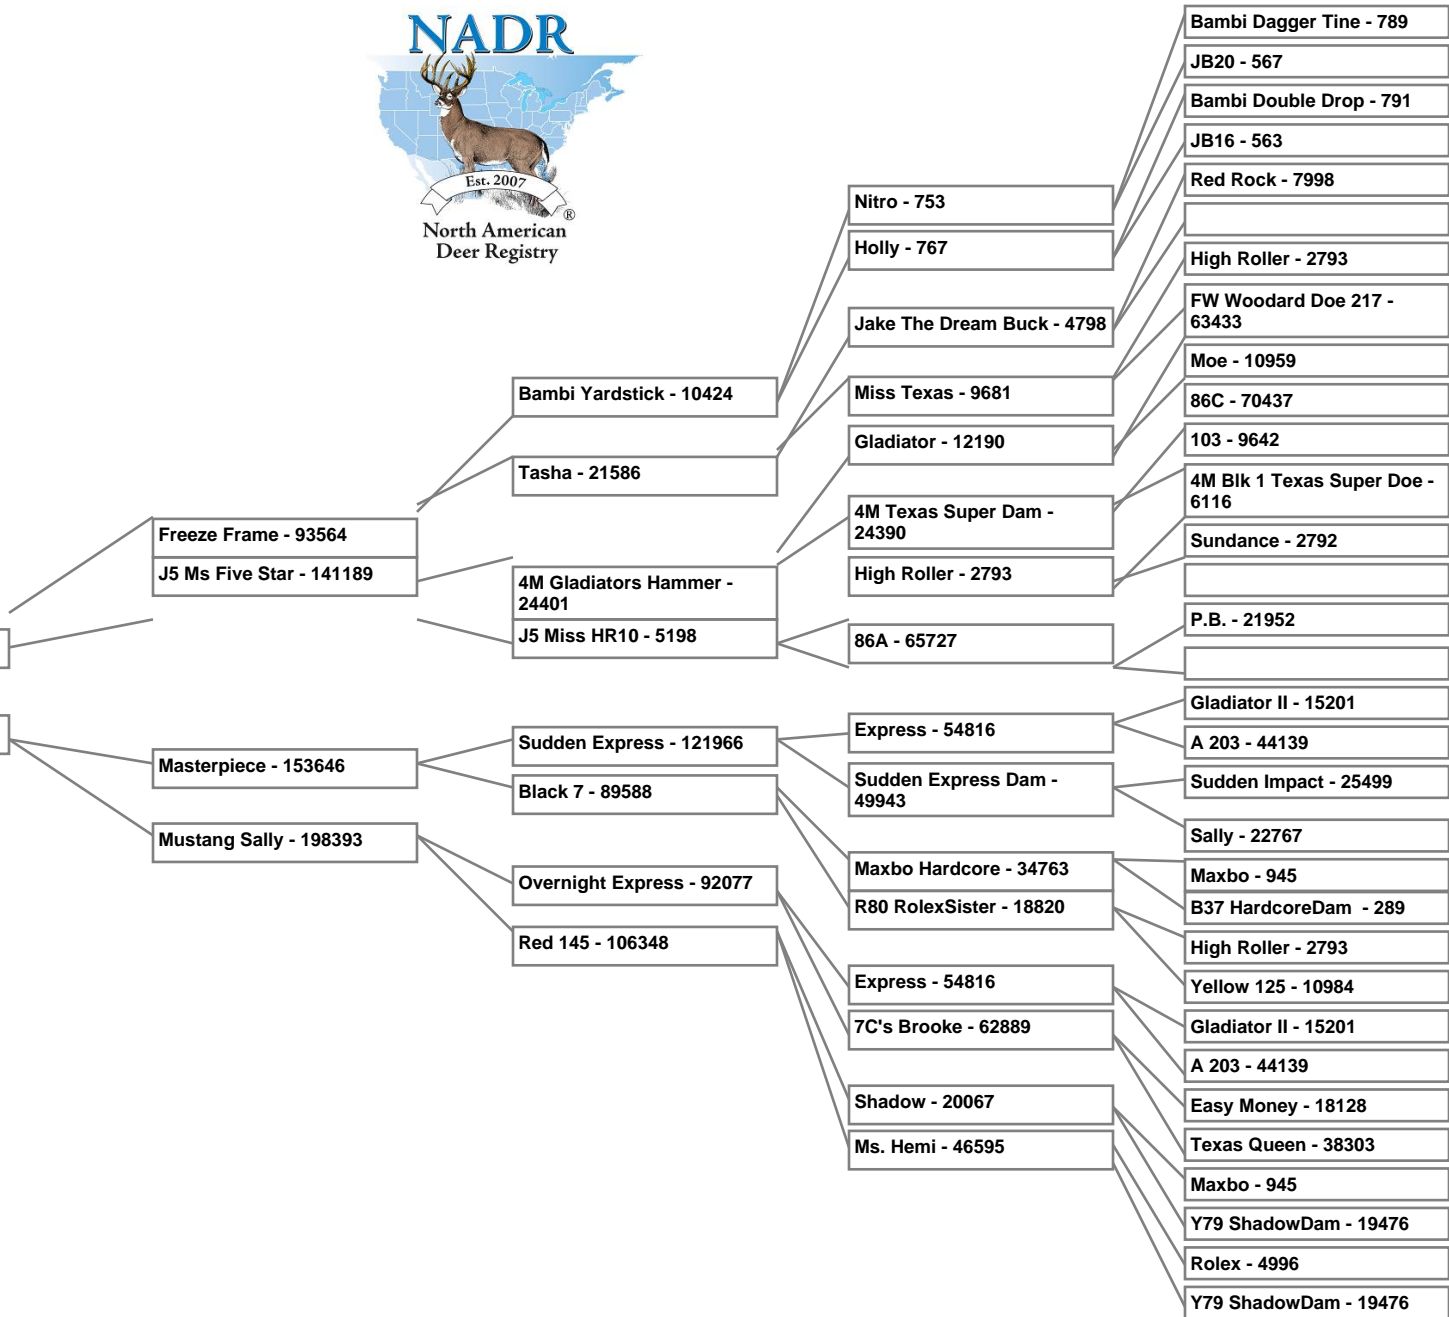 NADR
Est. 2007
®
North American
Deer Registry
Freeze Frame - 93564
J5 Ms Five Star - 141189
Masterpiece - 153646
Mustang Sally - 198393
Bambi Yardstick - 10424
Tasha - 21586
4M Gladiators Hammer -
24401
J5 Miss HR10 - 5198
Sudden Express - 121966
Black 7 - 89588
Overnight Express - 92077
Red 145 - 106348
Nitro - 753
Holly - 767
Jake The Dream Buck - 4798
Miss Texas - 9681
Gladiator - 12190
4M Texas Super Dam -
24390
High Roller - 2793
86A - 65727
Express - 54816
Sudden Express Dam -
49943
Maxbo Hardcore - 34763
R80 RolexSister - 18820
Express - 54816
7C's Brooke - 62889
Shadow - 20067
Ms. Hemi - 46595
Bambi Dagger Tine - 789
JB20 - 567
Bambi Double Drop - 791
JB16 - 563
Red Rock - 7998
High Roller - 2793
FW Woodard Doe 217 -
63433
Moe - 10959
86C - 70437
103 - 9642
4M Blk 1 Texas Super Doe -
6116
Sundance - 2792
P.B. - 21952
Gladiator II - 15201
A 203 - 44139
Sudden Impact - 25499
Sally - 22767
Maxbo - 945
B37 HardcoreDam  - 289
High Roller - 2793
Yellow 125 - 10984
Gladiator II - 15201
A 203 - 44139
Easy Money - 18128
Texas Queen - 38303
Maxbo - 945
Y79 ShadowDam - 19476
Rolex - 4996
Y79 ShadowDam - 19476